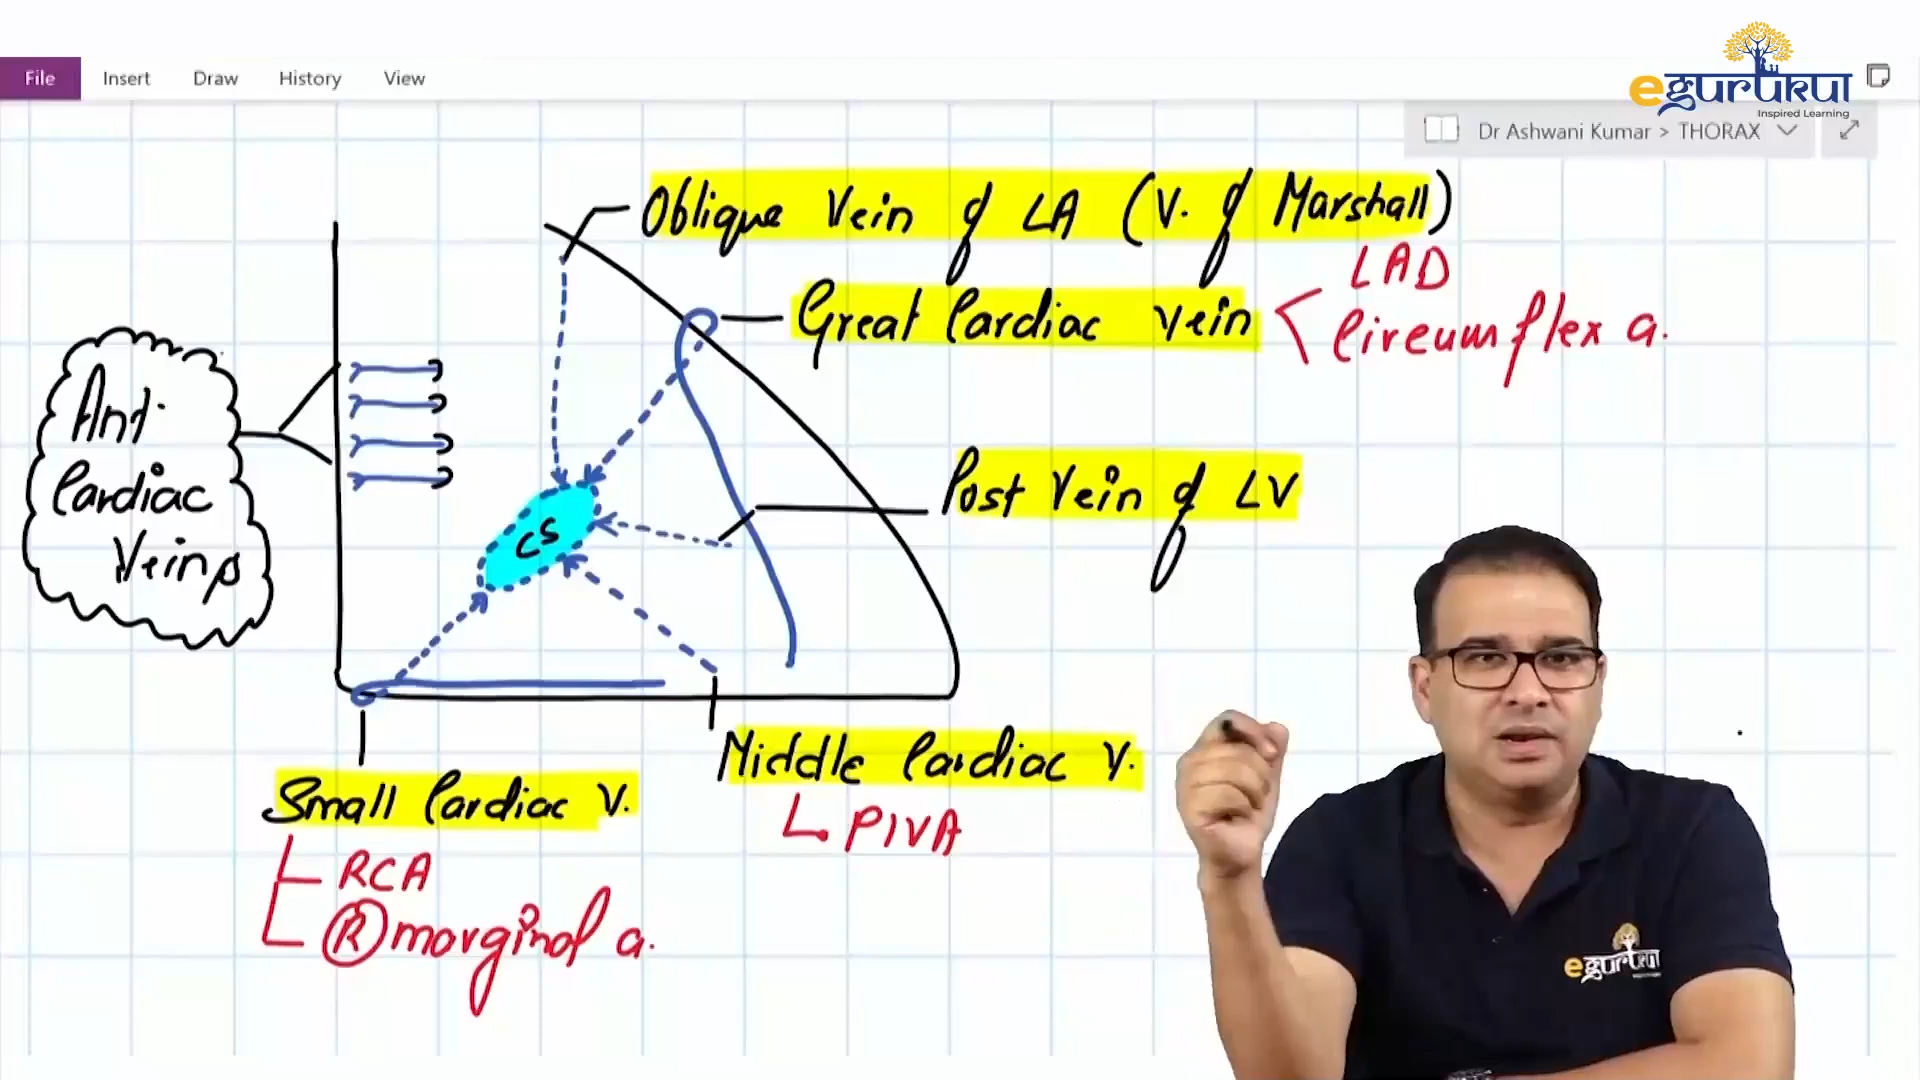 egurukul
Inspired Learning
File Insert Draw History View
Dr Ashwani Kumar > THORAX
Oblique Vein of LA (V. of Marshall)
LAD
Great Cardiac Vein
Circumflex a.
Ant.
Cardiac
Veins
Post Vein of LV
CS
Middle Cardiac V.
PIVA
Small Cardiac V.
RCA
R marginal a.
egurukul